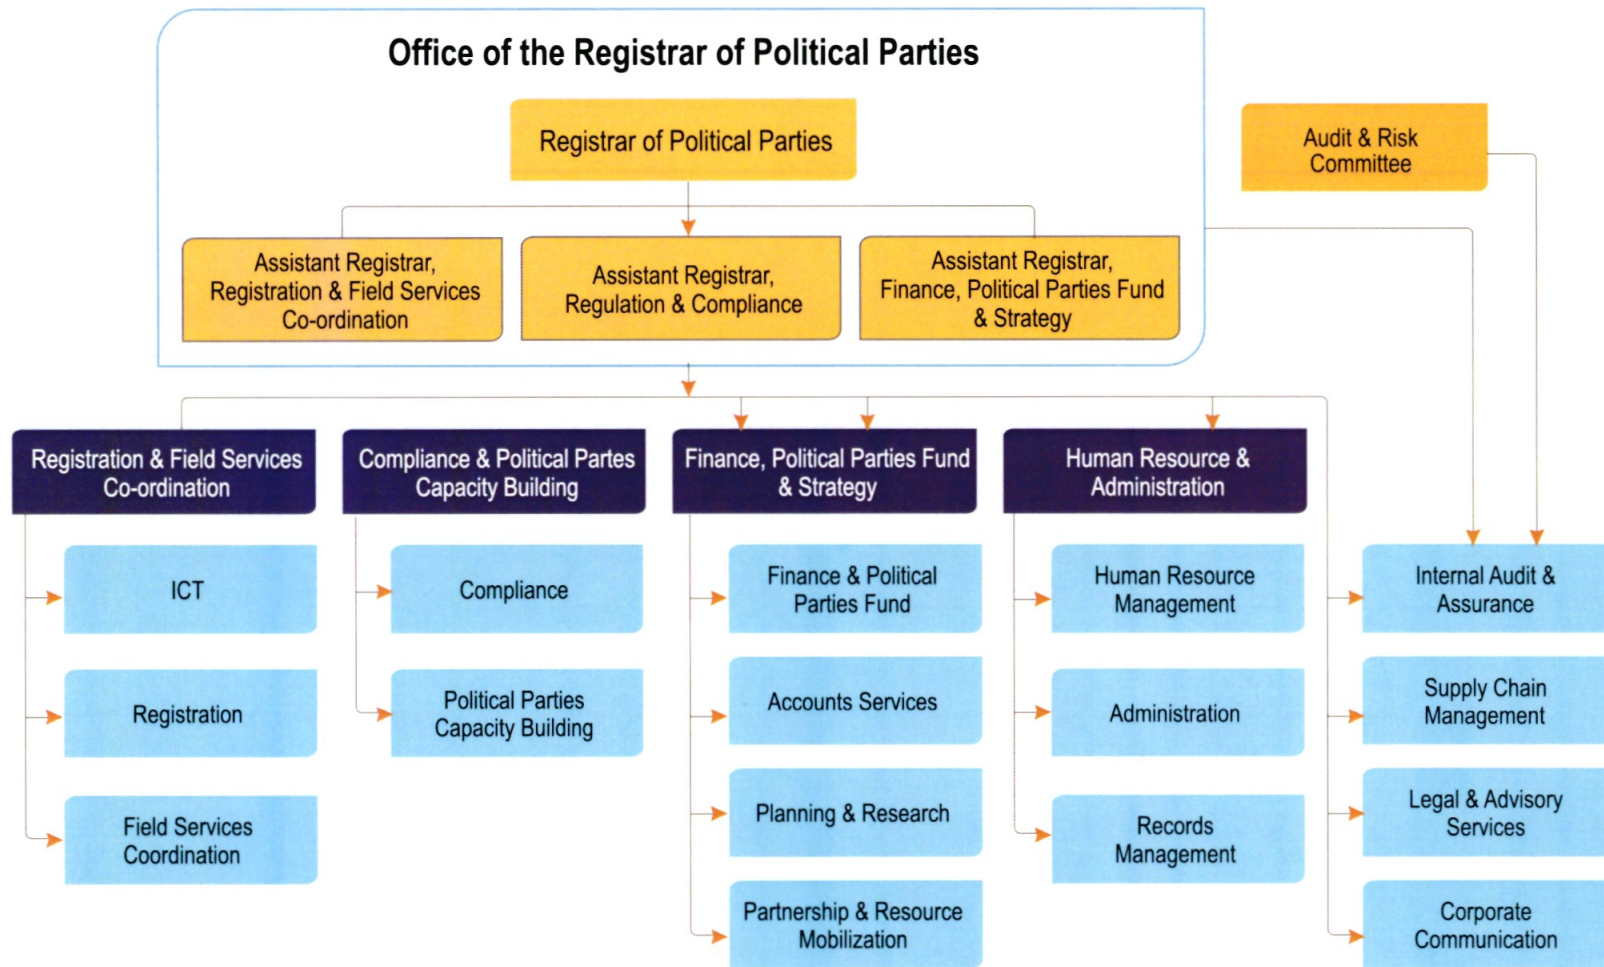 Office of the Registrar of Political Parties
Registrar of Political Parties
Audit & Risk
Committee
Assistant Registrar,
Registration & Field Services
Co-ordination
Assistant Registrar,
Regulation & Compliance
Assistant Registrar,
Finance, Political Parties Fund
& Strategy
Registration & Field Services
Co-ordination
Compliance & Political Partes
Capacity Building
Finance, Political Parties Fund
& Strategy
Human Resource &
Administration
ICT
Registration
Field Services
Coordination
Compliance
Political Parties
Capacity Building
Finance & Political
Parties Fund
Accounts Services
Planning & Research
Partnership & Resource
Mobilization
Human Resource
Management
Administration
Records
Management
Internal Audit &
Assurance
Supply Chain
Management
Legal & Advisory
Services
Corporate
Communication